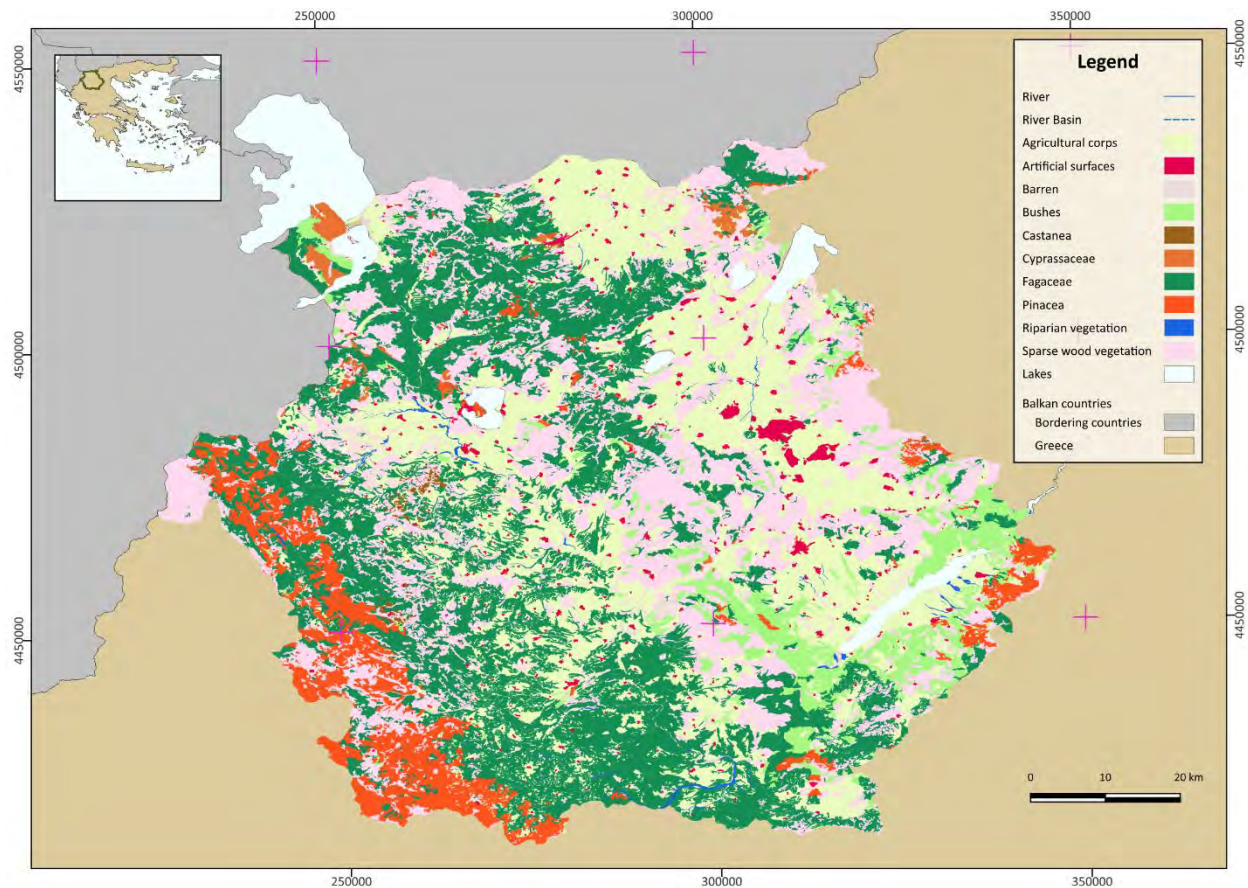 250000
300000
350000
4550000
4550000
Legend
River
River Basin
Agricultural corps
Artificial surfaces
Barren
Bushes
Castanea
Cyprassaceae
Fagaceae
Pinacea
Riparian vegetation
Sparse wood vegetation
Lakes
Balkan countries
Bordering countries
Greece
4500000
4500000
4450000
4450000
0 10 20 km
250000
300000
350000